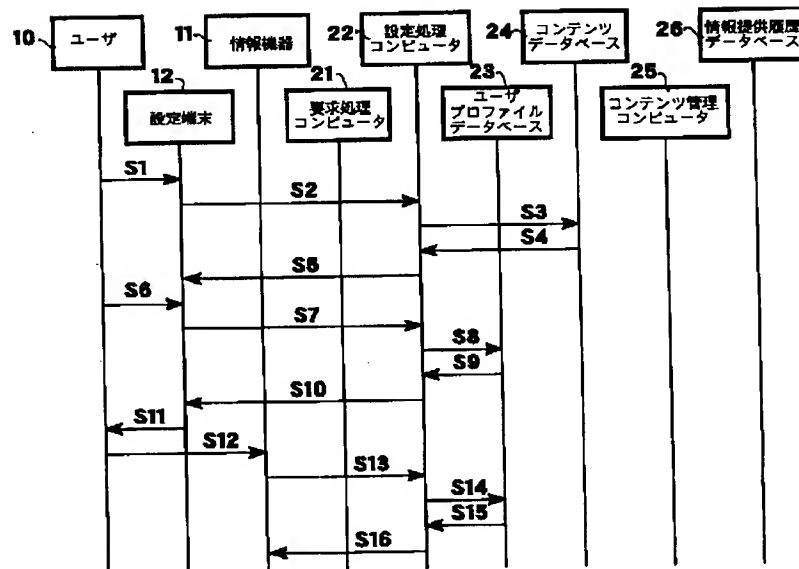 10 ユーザ
11 情報機器
22 設定処理
コンピュータ
24 コンテンツ
データベース
26 情報提供履歴
データベース
12 設定端末
21 要求処理
コンピュータ
23 ユーザ
プロファイル
データベース
25 コンテンツ管理
コンピュータ
S1
S2
S3
S4
S5
S6
S7
S8
S9
S10
S11
S12
S13
S14
S15
S16